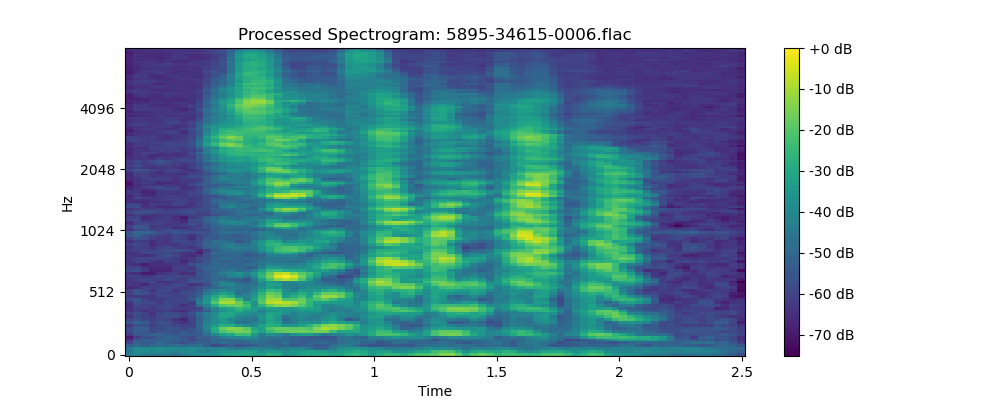 Processed Spectrogram: 5895-34615-0006.flac
Hz
4096
2048
1024
512
0
0
0.5
1
1.5
2
2.5
Time
+0 dB
-10 dB
-20 dB
-30 dB
-40 dB
-50 dB
-60 dB
-70 dB